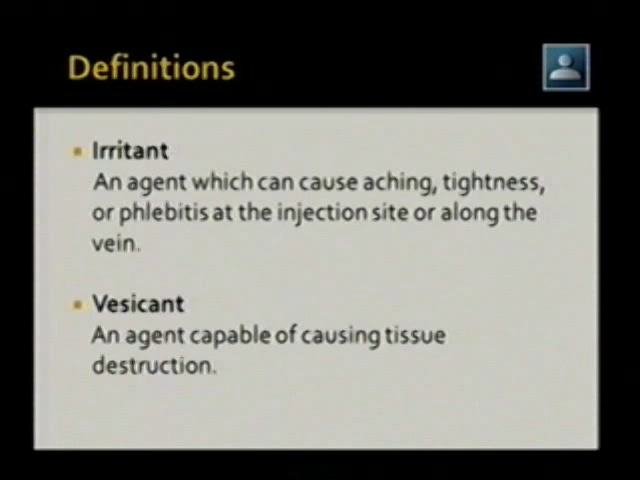 Definitions
Irritant
An agent which can cause aching, tightness,
or phlebitis at the injection site or along the
vein.
Vesicant
An agent capable of causing tissue
destruction.